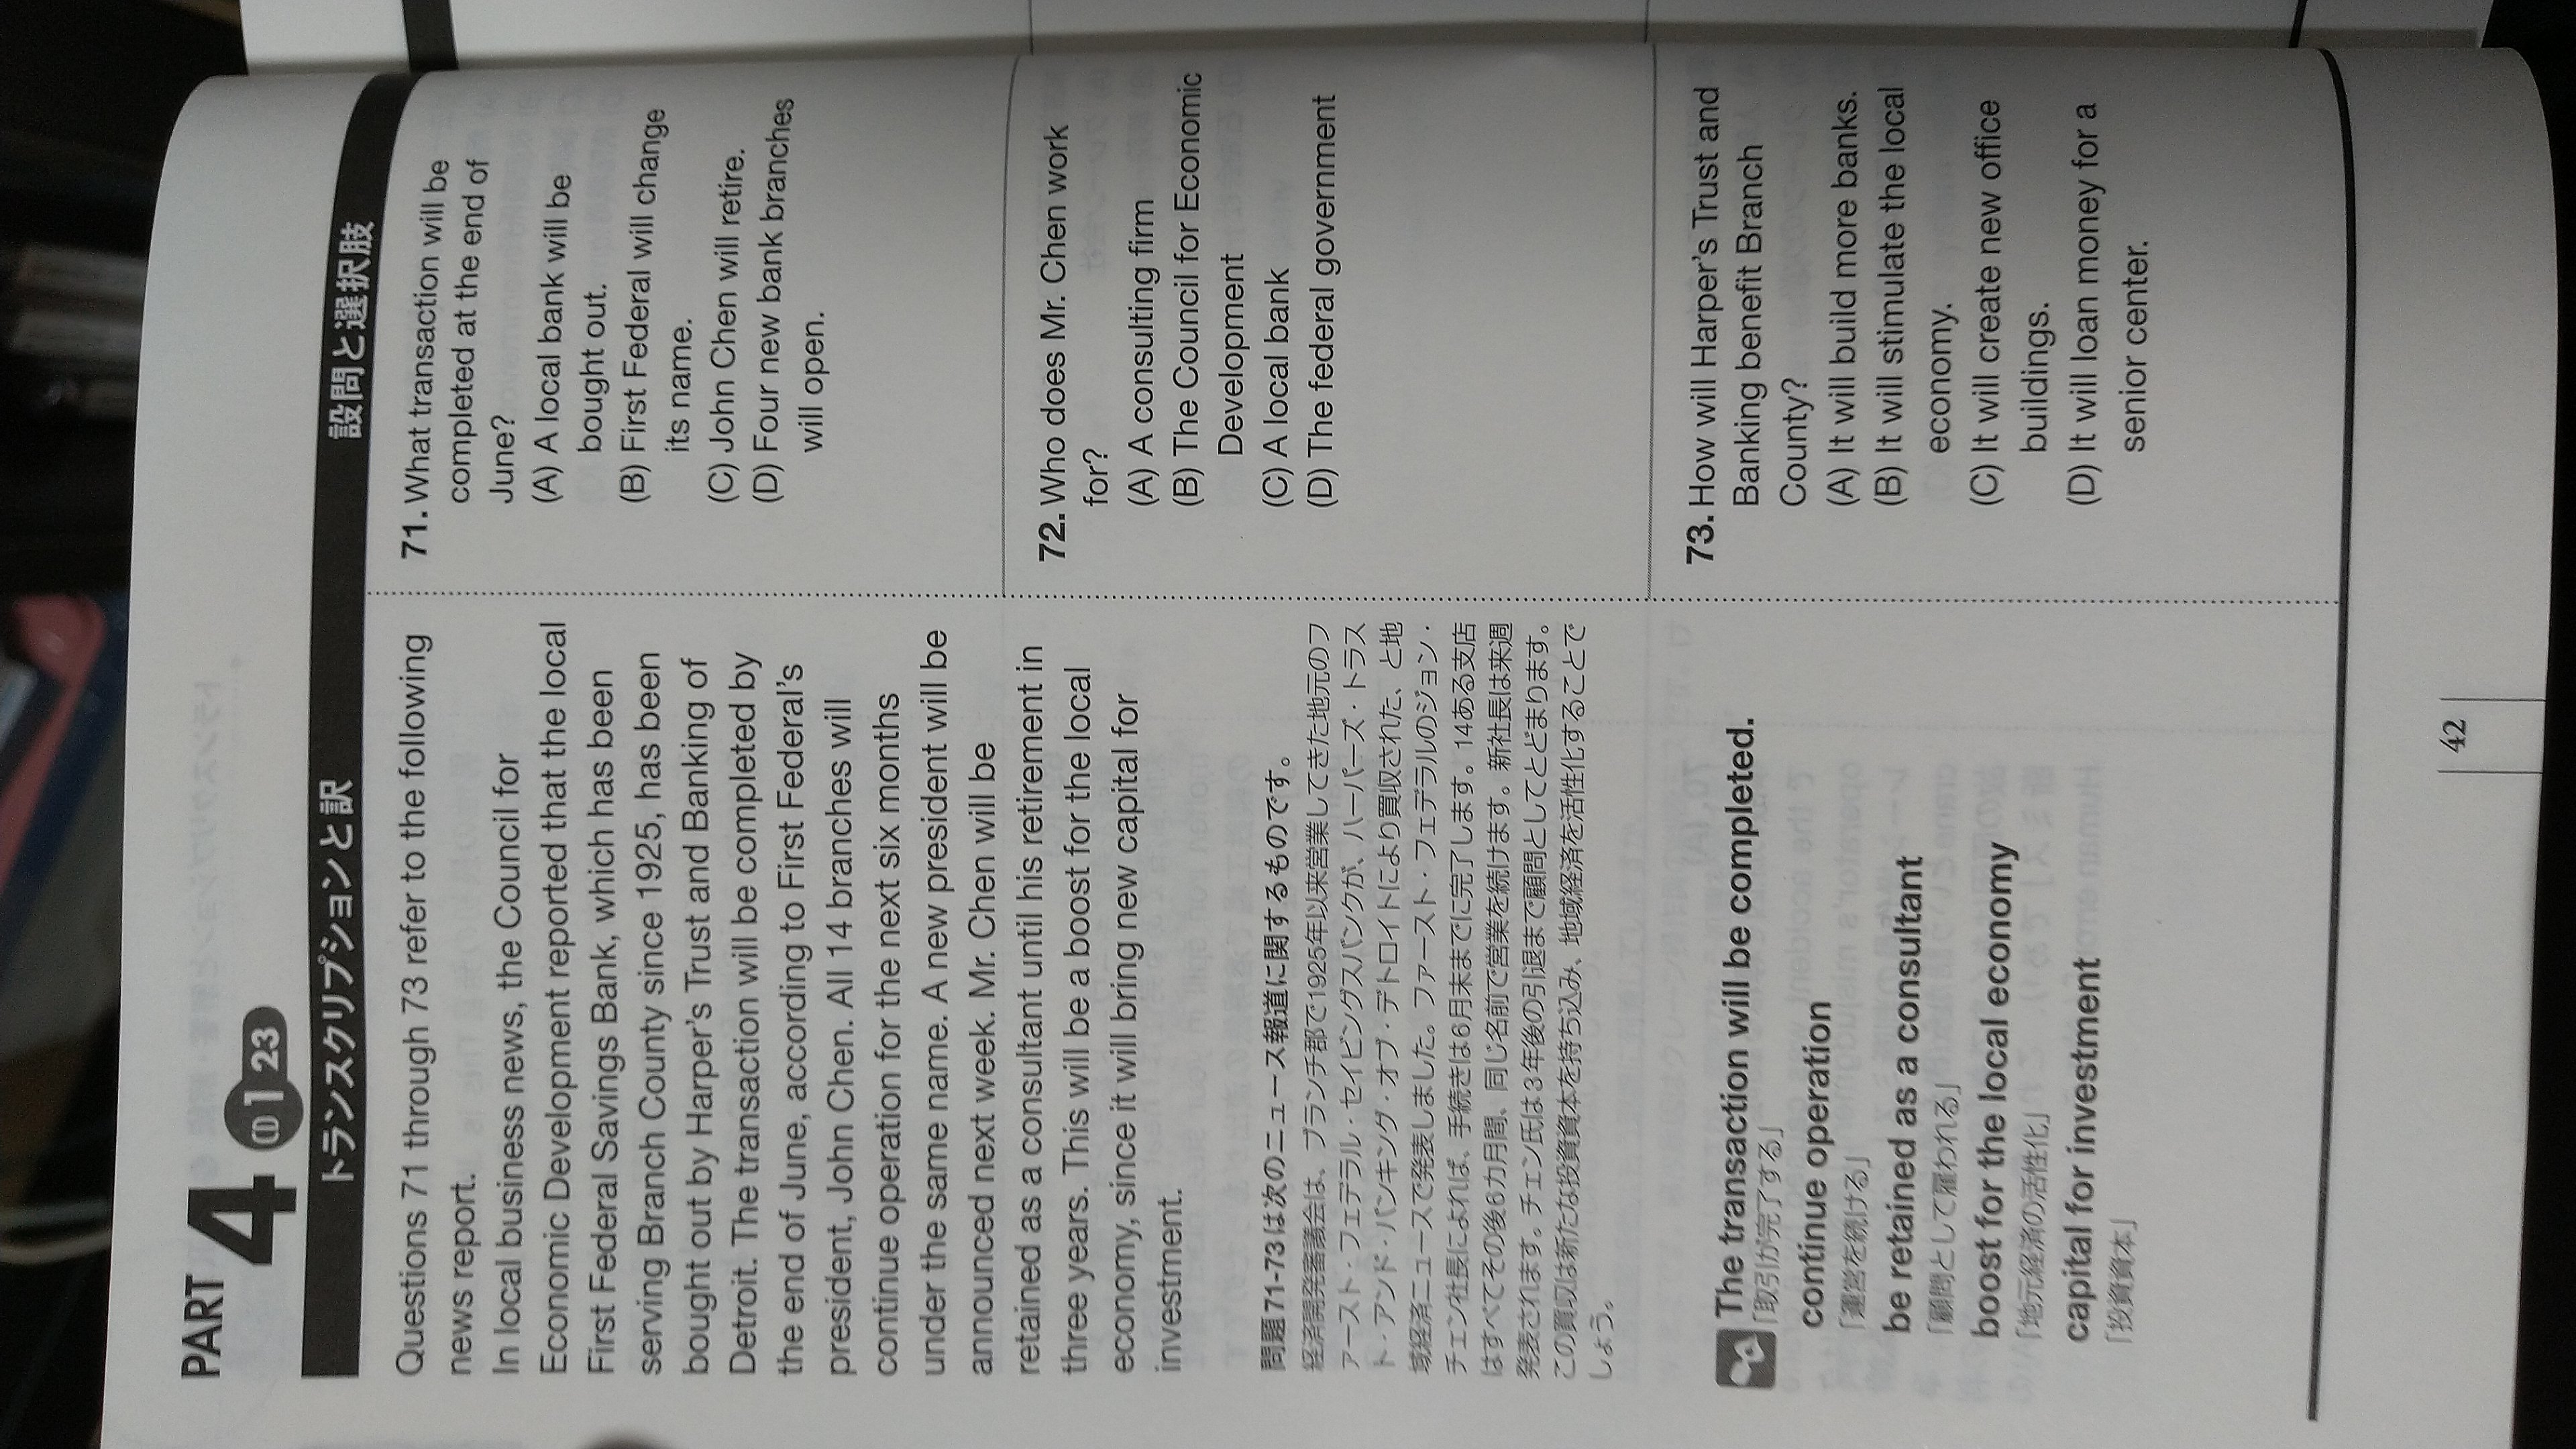 PART 4 CD 1 23
トランスクリプションと訳
Questions 71 through 73 refer to the following
news report.
In local business news, the Council for
Economic Development reported that the local
First Federal Savings Bank, which has been
serving Branch County since 1925, has been
bought out by Harper's Trust and Banking of
Detroit. The transaction will be completed by
the end of June, according to First Federal's
president, John Chen. All 14 branches will
continue operation for the next six months
under the same name. A new president will be
announced next week. Mr. Chen will be
retained as a consultant until his retirement in
three years. This will be a boost for the local
economy, since it will bring new capital for
investment.
問題71-73は次のニュース報道に関するものです。
経済開発審議会は、ブランチ郡で1925年以来営業してきた地元のフ
ァースト・フェデラル・セイビングスバンクが、ハーパーズ・トラス
ト・アンド・バンキング・オブ・デトロイトにより買収された、と地
域経済ニュースで発表しました。ファースト・フェデラルのジョン・
チェン社長によれば、手続きは6月末までに完了します。14ある支店
はすべてその後6カ月間、同じ名前で営業を続けます。新社長は来週
発表されます。チェン氏は3年後の引退まで顧問としてとどまります。
この買収は新たな投資資本を持ち込み、地域経済を活性化することで
しょう。
The transaction will be completed.
「取引が完了する」
continue operation
「運営を続ける」
be retained as a consultant
「顧問として雇われる」
boost for the local economy
「地元経済の活性化」
capital for investment
「投資資本」
設問と選択肢
71. What transaction will be
completed at the end of
June?
(A) A local bank will be
bought out.
(B) First Federal will change
its name.
(C) John Chen will retire.
(D) Four new bank branches
will open.
72. Who does Mr. Chen work
for?
(A) A consulting firm
(B) The Council for Economic
Development
(C) A local bank
(D) The federal government
73. How will Harper's Trust and
Banking benefit Branch
County?
(A) It will build more banks.
(B) It will stimulate the local
economy.
(C) It will create new office
buildings.
(D) It will loan money for a
senior center.
42